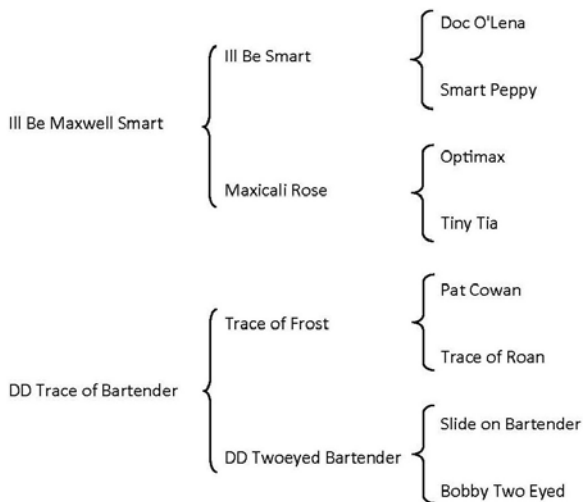 Doc O'Lena
Ill Be Smart
Smart Peppy
Ill Be Maxwell Smart
Optimax
Maxicali Rose
Tiny Tia
Pat Cowan
Trace of Frost
Trace of Roan
DD Trace of Bartender
Slide on Bartender
DD Twoeyed Bartender
Bobby Two Eyed